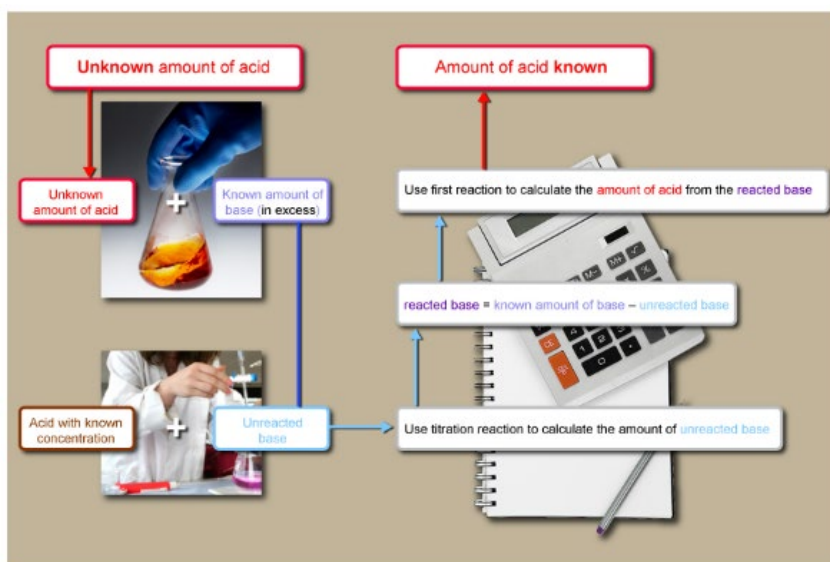 Unknown amount of acid
Amount of acid known
Unknown
amount of acid
+
Known amount of
base (in excess)
Use first reaction to calculate the amount of acid from the reacted base
reacted base = known amount of base – unreacted base
Acid with known
concentration
+
Unreacted
base
Use titration reaction to calculate the amount of unreacted base